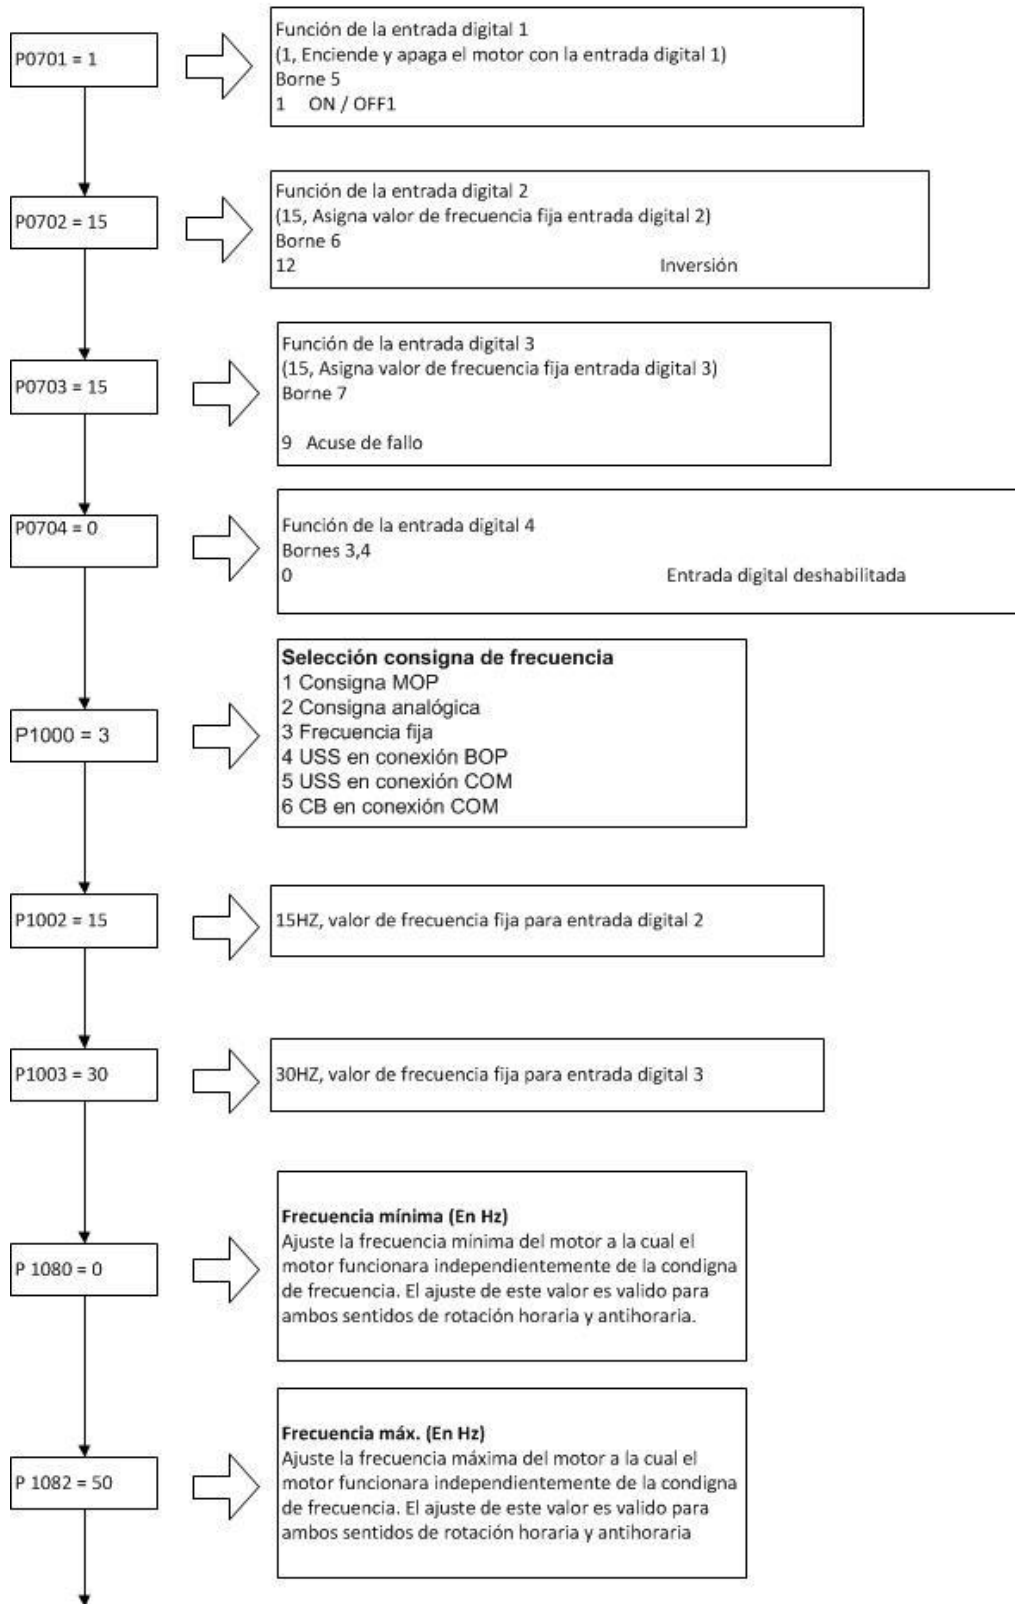 P0701 = 1
Función de la entrada digital 1
(1, Enciende y apaga el motor con la entrada digital 1)
Borne 5
1 ON / OFF1
P0702 = 15
Función de la entrada digital 2
(15, Asigna valor de frecuencia fija entrada digital 2)
Borne 6
12 Inversión
P0703 = 15
Función de la entrada digital 3
(15, Asigna valor de frecuencia fija entrada digital 3)
Borne 7
9 Acuse de fallo
P0704 = 0
Función de la entrada digital 4
Bornes 3,4
0 Entrada digital deshabilitada
P1000 = 3
Selección consigna de frecuencia
1 Consigna MOP
2 Consigna analógica
3 Frecuencia fija
4 USS en conexión BOP
5 USS en conexión COM
6 CB en conexión COM
P1002 = 15
15HZ, valor de frecuencia fija para entrada digital 2
P1003 = 30
30HZ, valor de frecuencia fija para entrada digital 3
P 1080 = 0
Frecuencia mínima (En Hz)
Ajuste la frecuencia mínima del motor a la cual el
motor funcionara independientemente de la condigna
de frecuencia. El ajuste de este valor es valido para
ambos sentidos de rotación horaria y antihoraria.
P 1082 = 50
Frecuencia máx. (En Hz)
Ajuste la frecuencia máxima del motor a la cual el
motor funcionara independientemente de la condigna
de frecuencia. El ajuste de este valor es valido para
ambos sentidos de rotación horaria y antihoraria